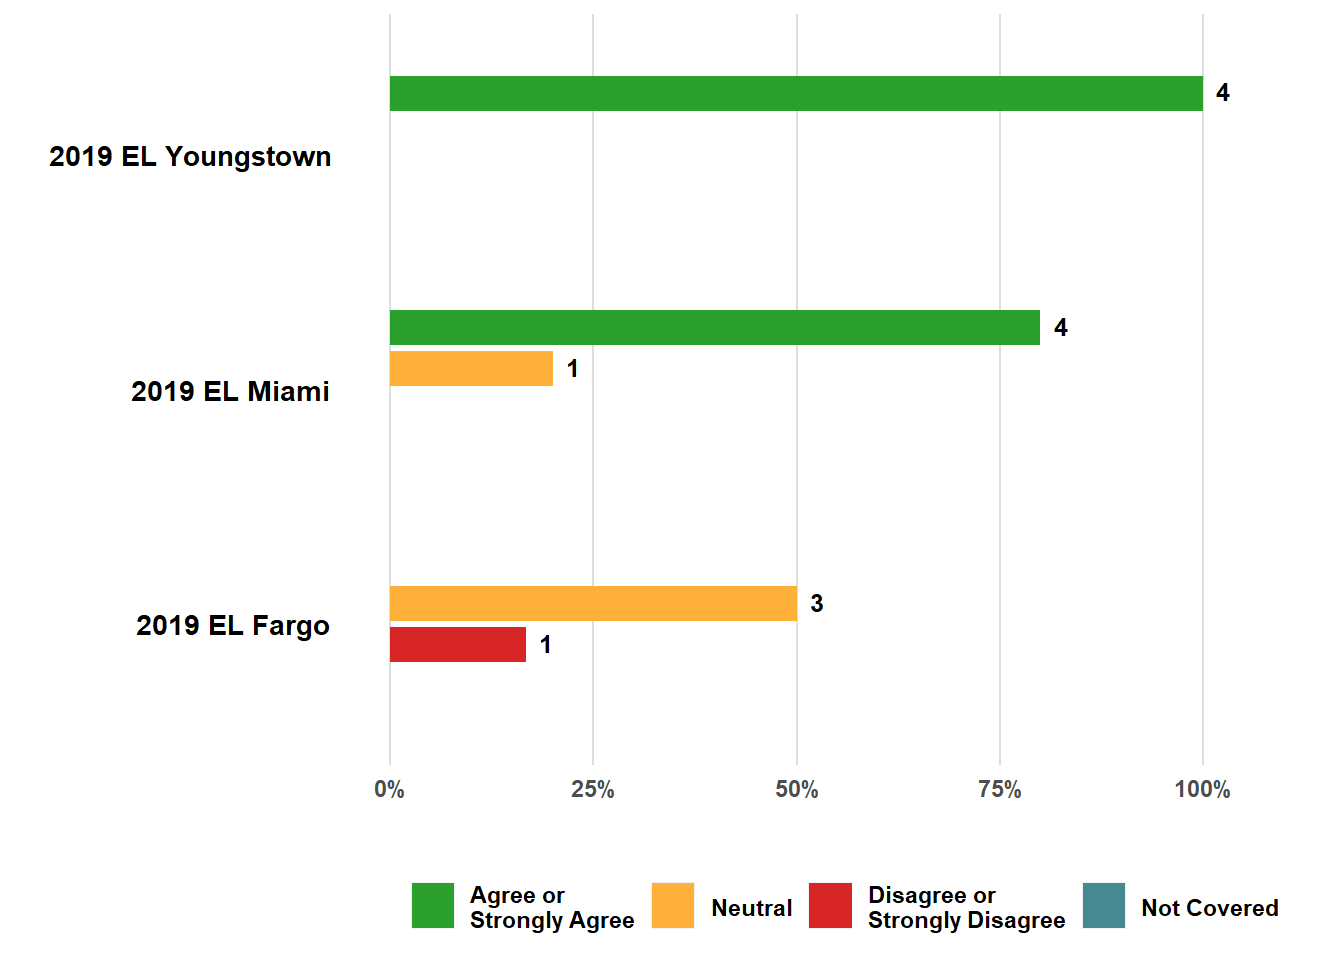 4
2019 EL Youngstown
4
1
2019 EL Miami
3
2019 EL Fargo
1
0%
25%
50%
75%
100%
Agree or
Strongly Agree
Neutral
Disagree or
Strongly Disagree
Not Covered